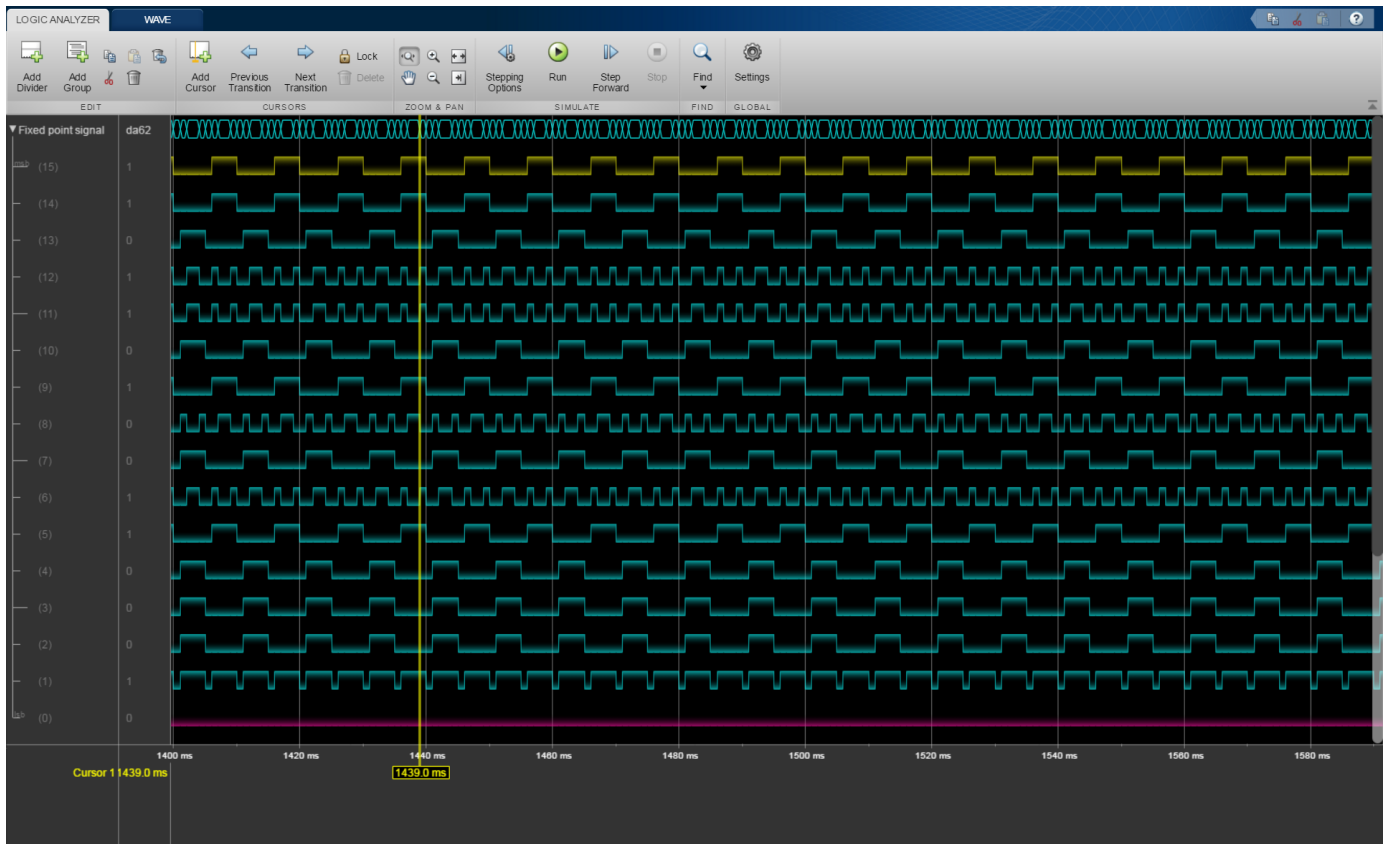 LOGIC ANALYZER
WAVE
?
Add Divider
Add Group
Add Cursor
Previous Transition
Next Transition
Lock
Delete
Stepping Options
Run
Step Forward
Stop
Find
Settings
EDIT
CURSORS
ZOOM & PAN
SIMULATE
FIND
GLOBAL
Fixed point signal da62
msb (15) 1
(14) 1
(13) 0
(12) 1
(11) 1
(10) 0
(9) 1
(8) 0
(7) 0
(6) 1
(5) 1
(4) 0
(3) 0
(2) 0
(1) 1
lsb (0) 0
1400 ms 1420 ms 1440 ms 1460 ms 1480 ms 1500 ms 1520 ms 1540 ms 1560 ms 1580 ms
Cursor 1 1439.0 ms 1439.0 ms